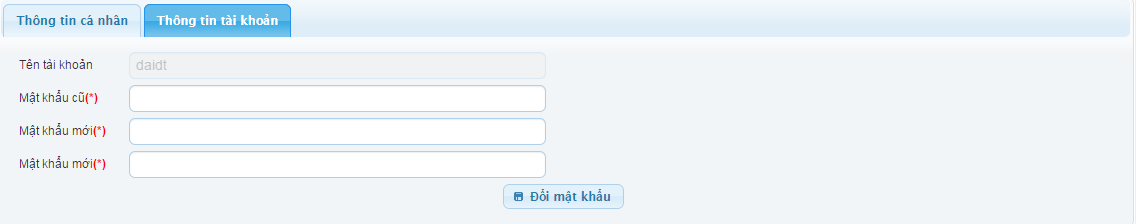 Thông tin cá nhân Thông tin tài khoản
Tên tài khoản daidt
Mật khẩu cũ(*)
Mật khẩu mới(*)
Mật khẩu mới(*)
Đổi mật khẩu